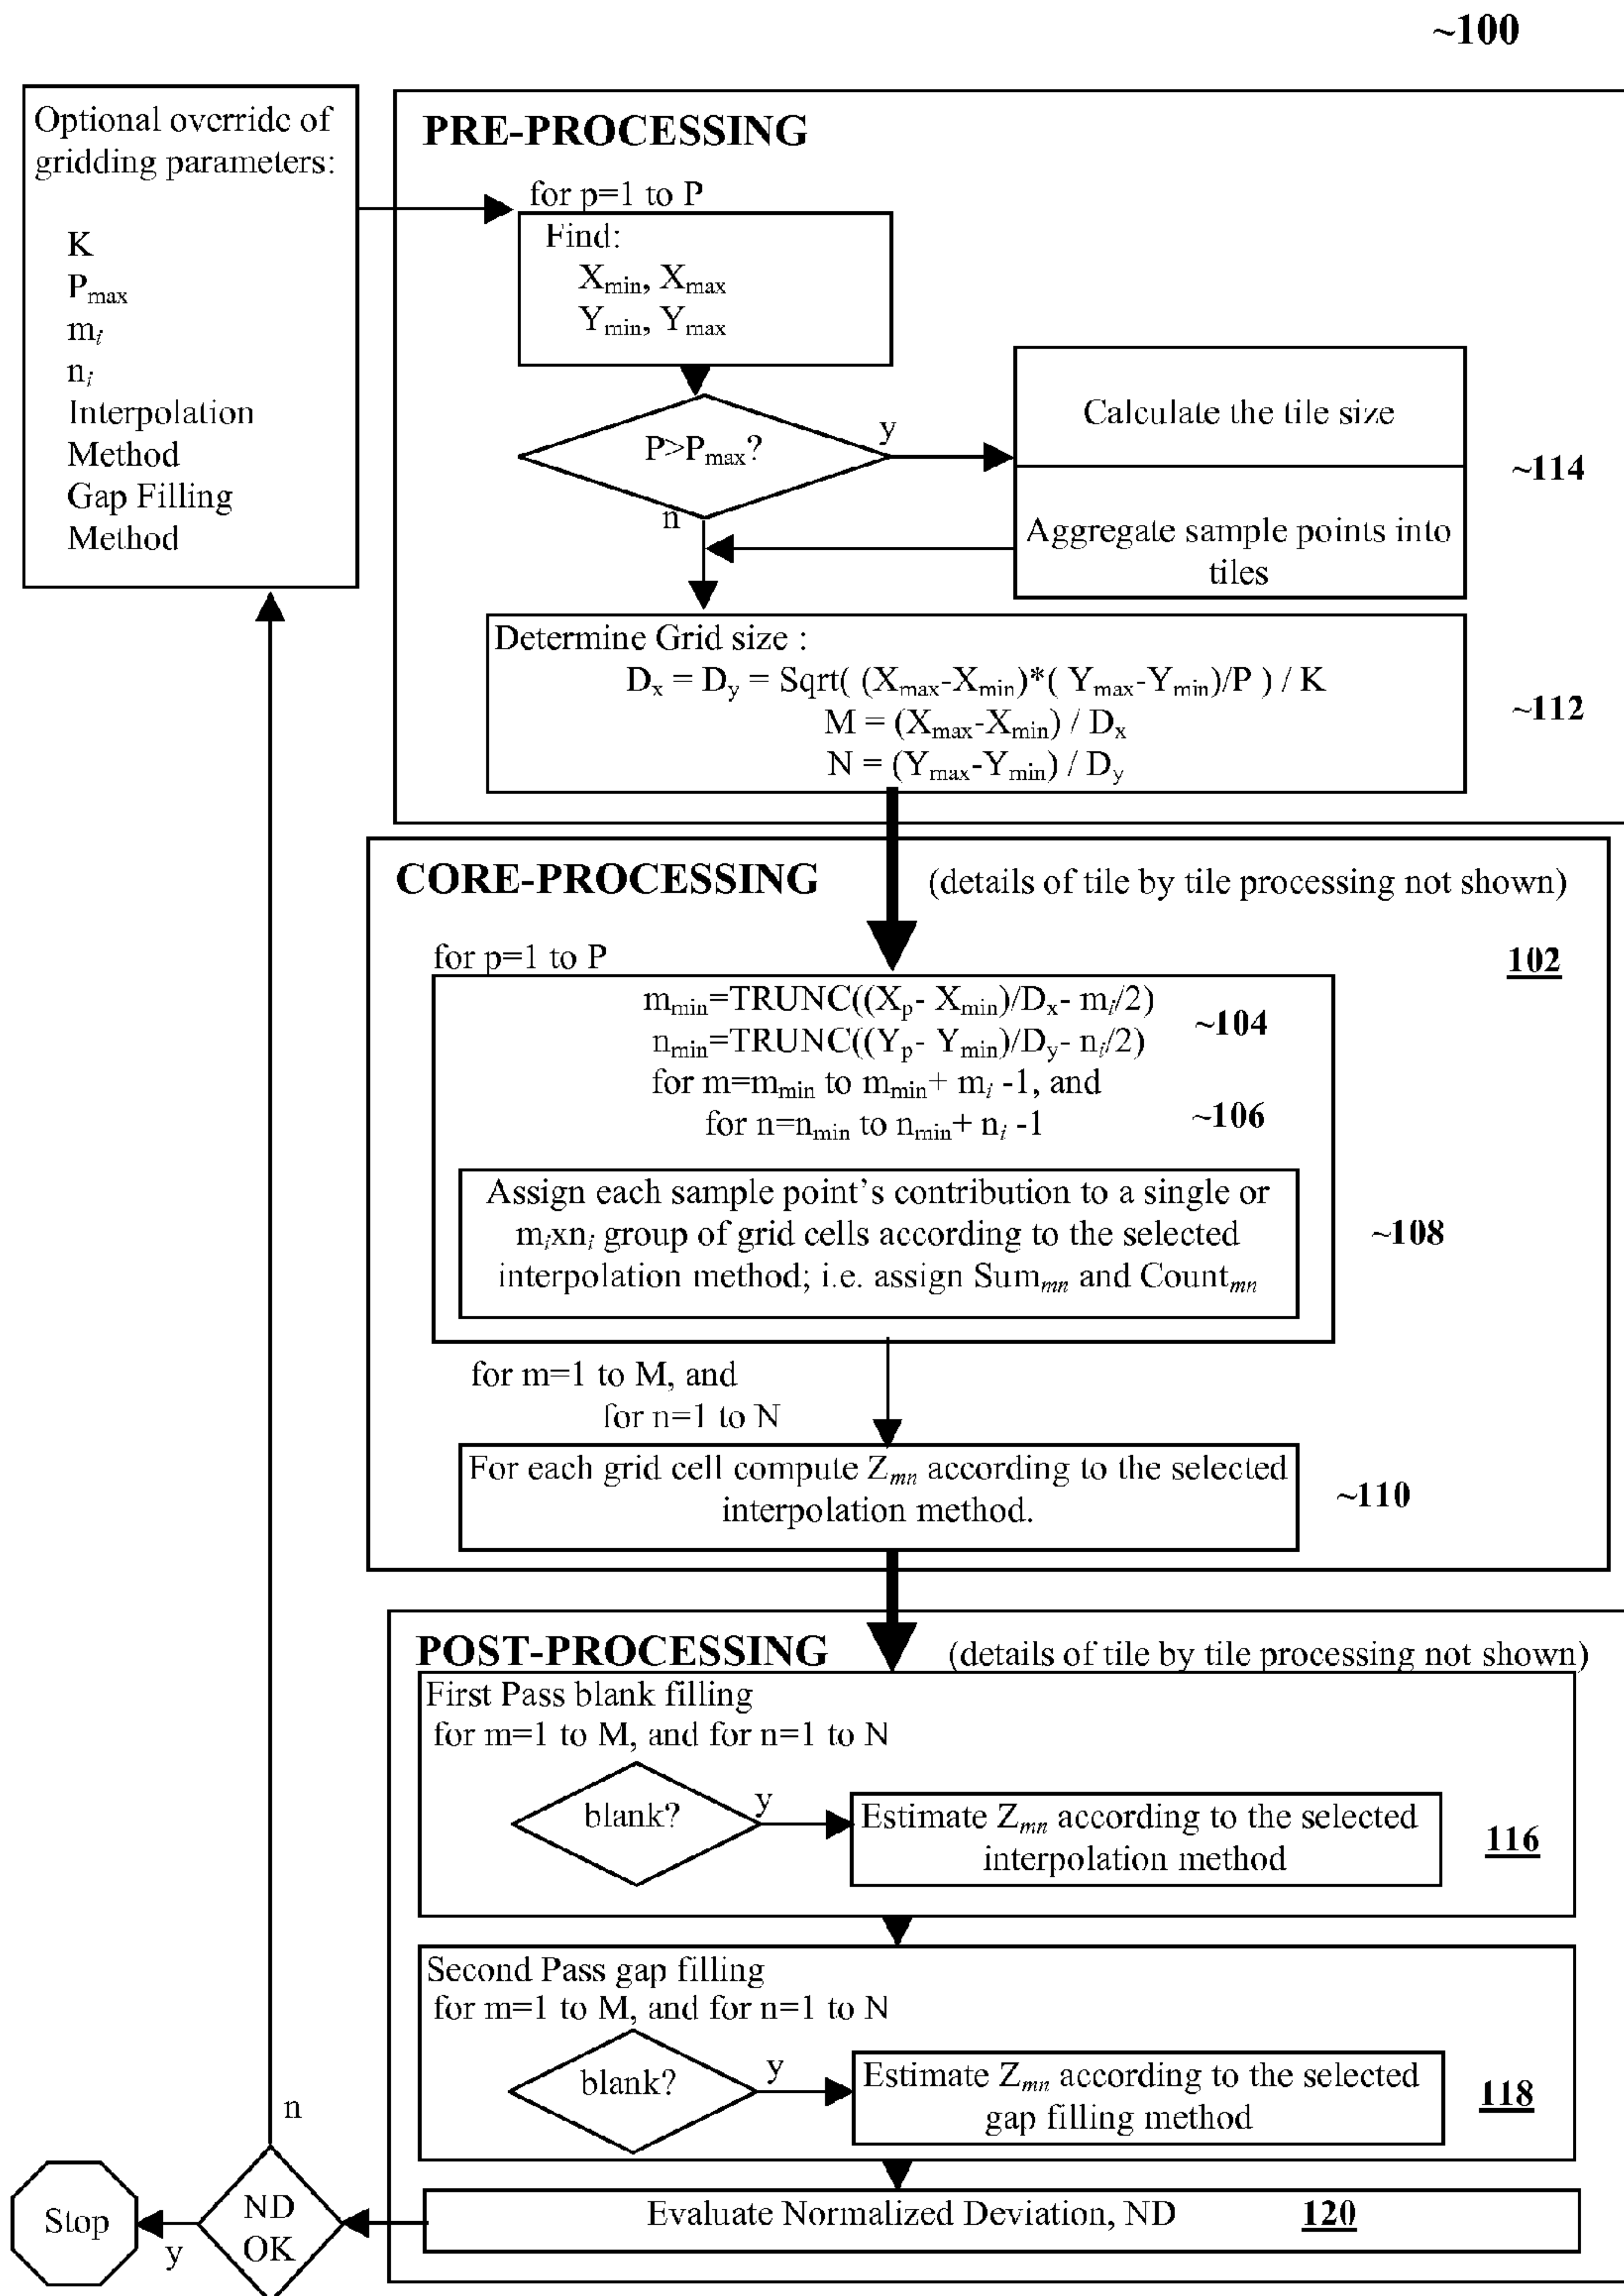 ~100
Optional override of
gridding parameters:
K
Pmax
mi
ni
Interpolation
Method
Gap Filling
Method
PRE-PROCESSING
for p=1 to P
Find:
Xmin, Xmax
Ymin, Ymax
P>Pmax?
y
n
Calculate the tile size
Aggregate sample points into
tiles
~114
Determine Grid size :
Dx = Dy = Sqrt( (Xmax-Xmin)*( Ymax-Ymin)/P ) / K
M = (Xmax-Xmin) / Dx
N = (Ymax-Ymin) / Dy
~112
CORE-PROCESSING (details of tile by tile processing not shown)
102
for p=1 to P
mmin=TRUNC((Xp- Xmin)/Dx- mi/2)
nmin=TRUNC((Yp- Ymin)/Dy- ni/2)
~104
for m=mmin to mmin+ mi -1, and
for n=nmin to nmin+ ni -1
~106
Assign each sample point's contribution to a single or
mixni group of grid cells according to the selected
interpolation method; i.e. assign Summn and Countmn
~108
for m=1 to M, and
for n=1 to N
For each grid cell compute Zmn according to the selected
interpolation method.
~110
POST-PROCESSING (details of tile by tile processing not shown)
First Pass blank filling
for m=1 to M, and for n=1 to N
blank?
y
Estimate Zmn according to the selected
interpolation method
116
Second Pass gap filling
for m=1 to M, and for n=1 to N
blank?
y
Estimate Zmn according to the selected
gap filling method
118
Evaluate Normalized Deviation, ND 120
n
ND
OK
y
Stop